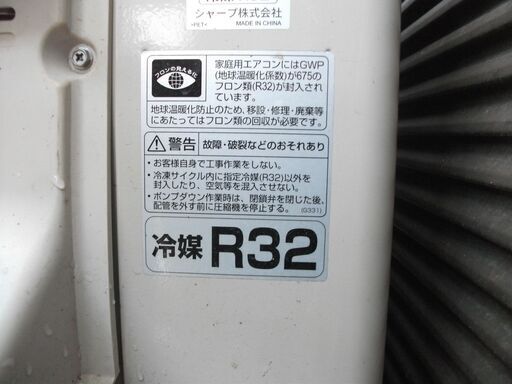 シャープ株式会社
>PET< MADE IN CHINA
フロンの見える化
家庭用エアコンにはGWP
(地球温暖化係数)が675の
フロン類(R32)が封入され
ています。
地球温暖化防止のため、移設・修理・廃棄等
にあたってはフロン類の回収が必要です。
警告 故障・破裂などのおそれあり
・お客様自身で工事作業をしない。
・冷凍サイクル内に指定冷媒(R32)以外を
封入したり、空気等を混入させない。
・ポンプダウン作業時は、閉鎖弁を閉じた後、
配管を外す前に圧縮機を停止する。 (G331)
冷媒 R32